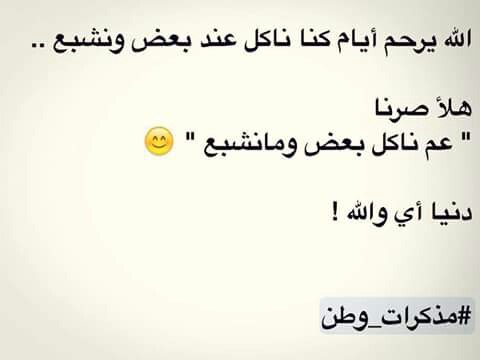 الله يرحم أيام كنا ناكل عند بعض ونشبع ..
هلأ صرنا
" عم ناكل بعض ومانشبع " 😊
دنيا أي والله !
#مذكرات_وطن